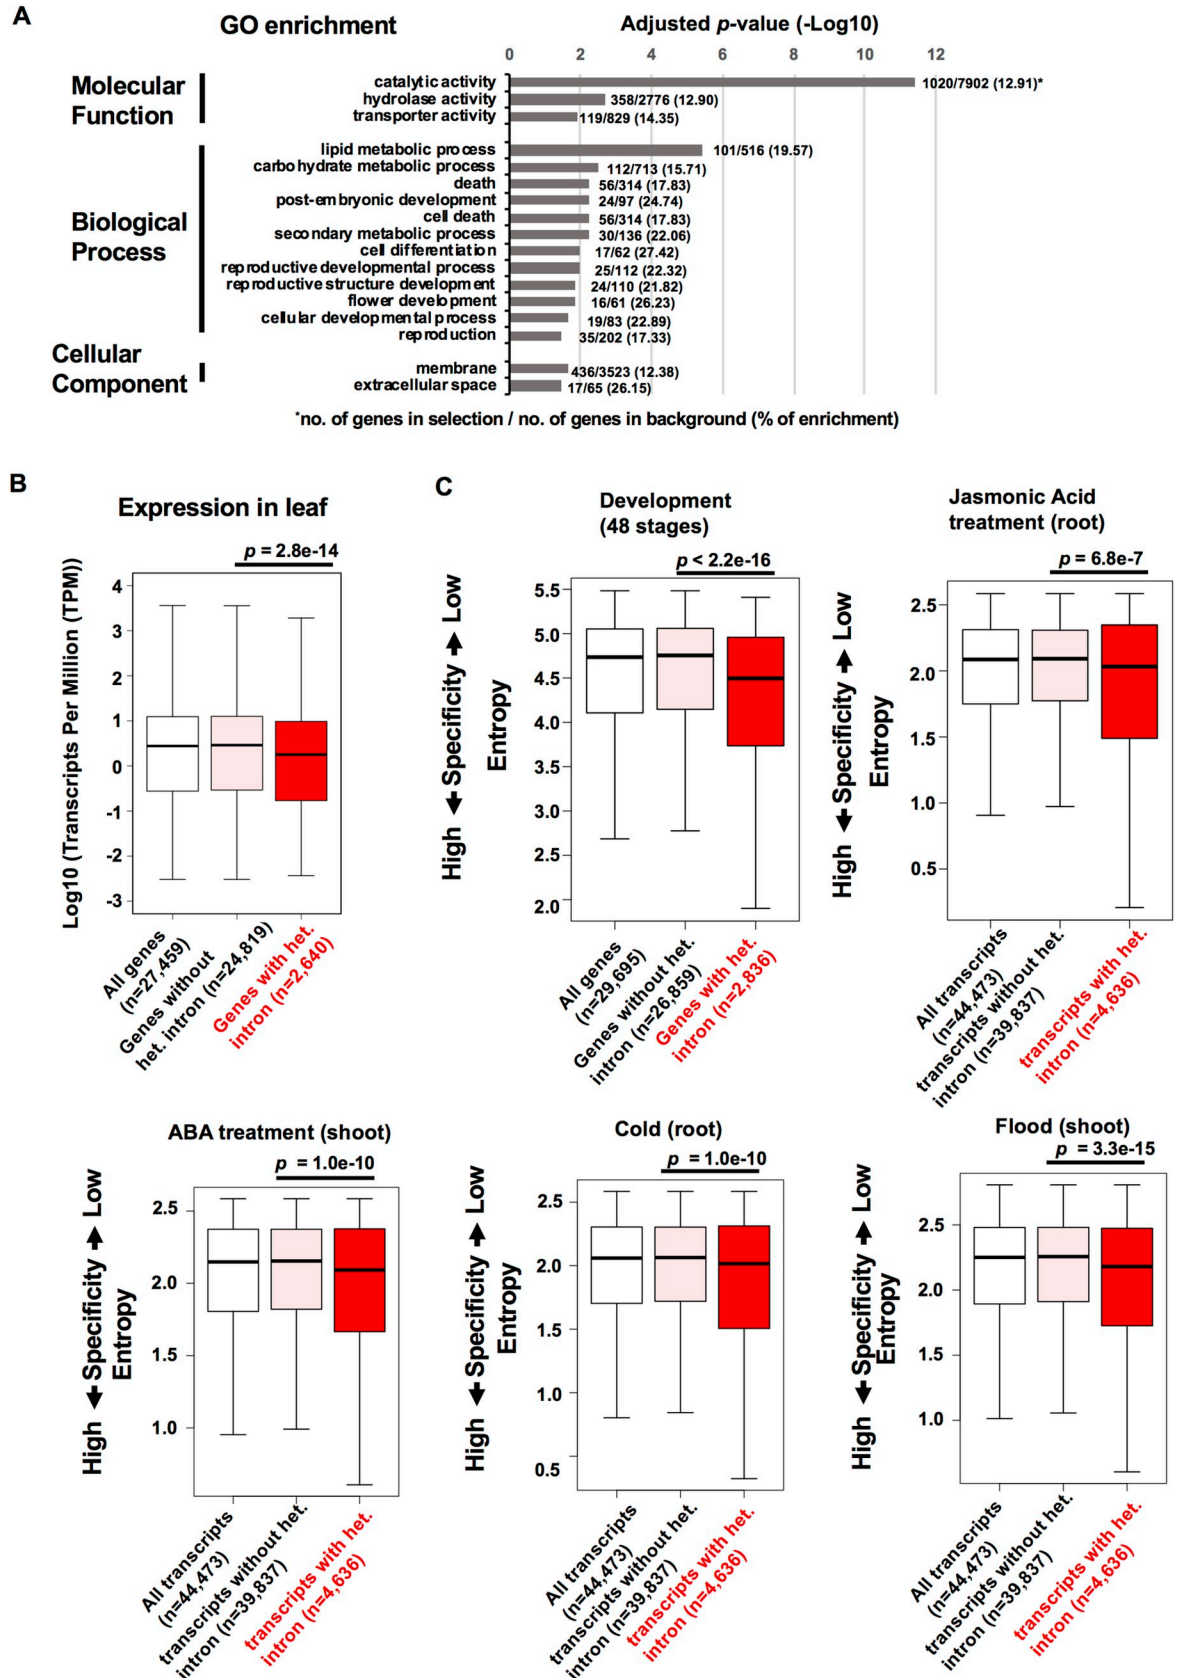 A
GO enrichment
Adjusted p-value (-Log10)
0 2 4 6 8 10 12
Molecular
Function
catalytic activity 1020/7902 (12.91)*
hydrolase activity 358/2776 (12.90)
transporter activity 119/829 (14.35)
Biological
Process
lipid metabolic process 101/516 (19.57)
carbohydrate metabolic process 112/713 (15.71)
death 56/314 (17.83)
post-embryonic development 24/97 (24.74)
cell death 56/314 (17.83)
secondary metabolic process 30/136 (22.06)
cell differentiation 17/62 (27.42)
reproductive developmental process 25/112 (22.32)
reproductive structure development 24/110 (21.82)
flower development 16/61 (26.23)
cellular developmental process 19/83 (22.89)
reproduction 35/202 (17.33)
Cellular
Component
membrane 436/3523 (12.38)
extracellular space 17/65 (26.15)
*no. of genes in selection / no. of genes in background (% of enrichment)
B
Expression in leaf
p = 2.8e-14
Log10 (Transcripts Per Million (TPM))
4
3
2
1
0
-1
-2
-3
All genes
(n=27,459)
Genes without
het. intron (n=24,819)
Genes with het.
intron (n=2,640)
C
Development
(48 stages)
p < 2.2e-16
High Specificity Low
Entropy
5.5
5.0
4.5
4.0
3.5
3.0
2.5
2.0
All genes
(n=29,695)
Genes without het.
intron (n=26,859)
Genes with het.
intron (n=2,836)
Jasmonic Acid
treatment (root)
p = 6.8e-7
High Specificity Low
Entropy
2.5
2.0
1.5
1.0
0.5
All transcripts
(n=44,473)
transcripts without het.
intron (n=39,837)
transcripts with het.
intron (n=4,636)
ABA treatment (shoot)
p = 1.0e-10
High Specificity Low
Entropy
2.5
2.0
1.5
1.0
All transcripts
(n=44,473)
transcripts without het.
intron (n=39,837)
transcripts with het.
intron (n=4,636)
Cold (root)
p = 1.0e-10
High Specificity Low
Entropy
2.5
2.0
1.5
1.0
0.5
All transcripts
(n=44,473)
transcripts without het.
intron (n=39,837)
transcripts with het.
intron (n=4,636)
Flood (shoot)
p = 3.3e-15
High Specificity Low
Entropy
2.5
2.0
1.5
1.0
All transcripts
(n=44,473)
transcripts without het.
intron (n=39,837)
transcripts with het.
intron (n=4,636)